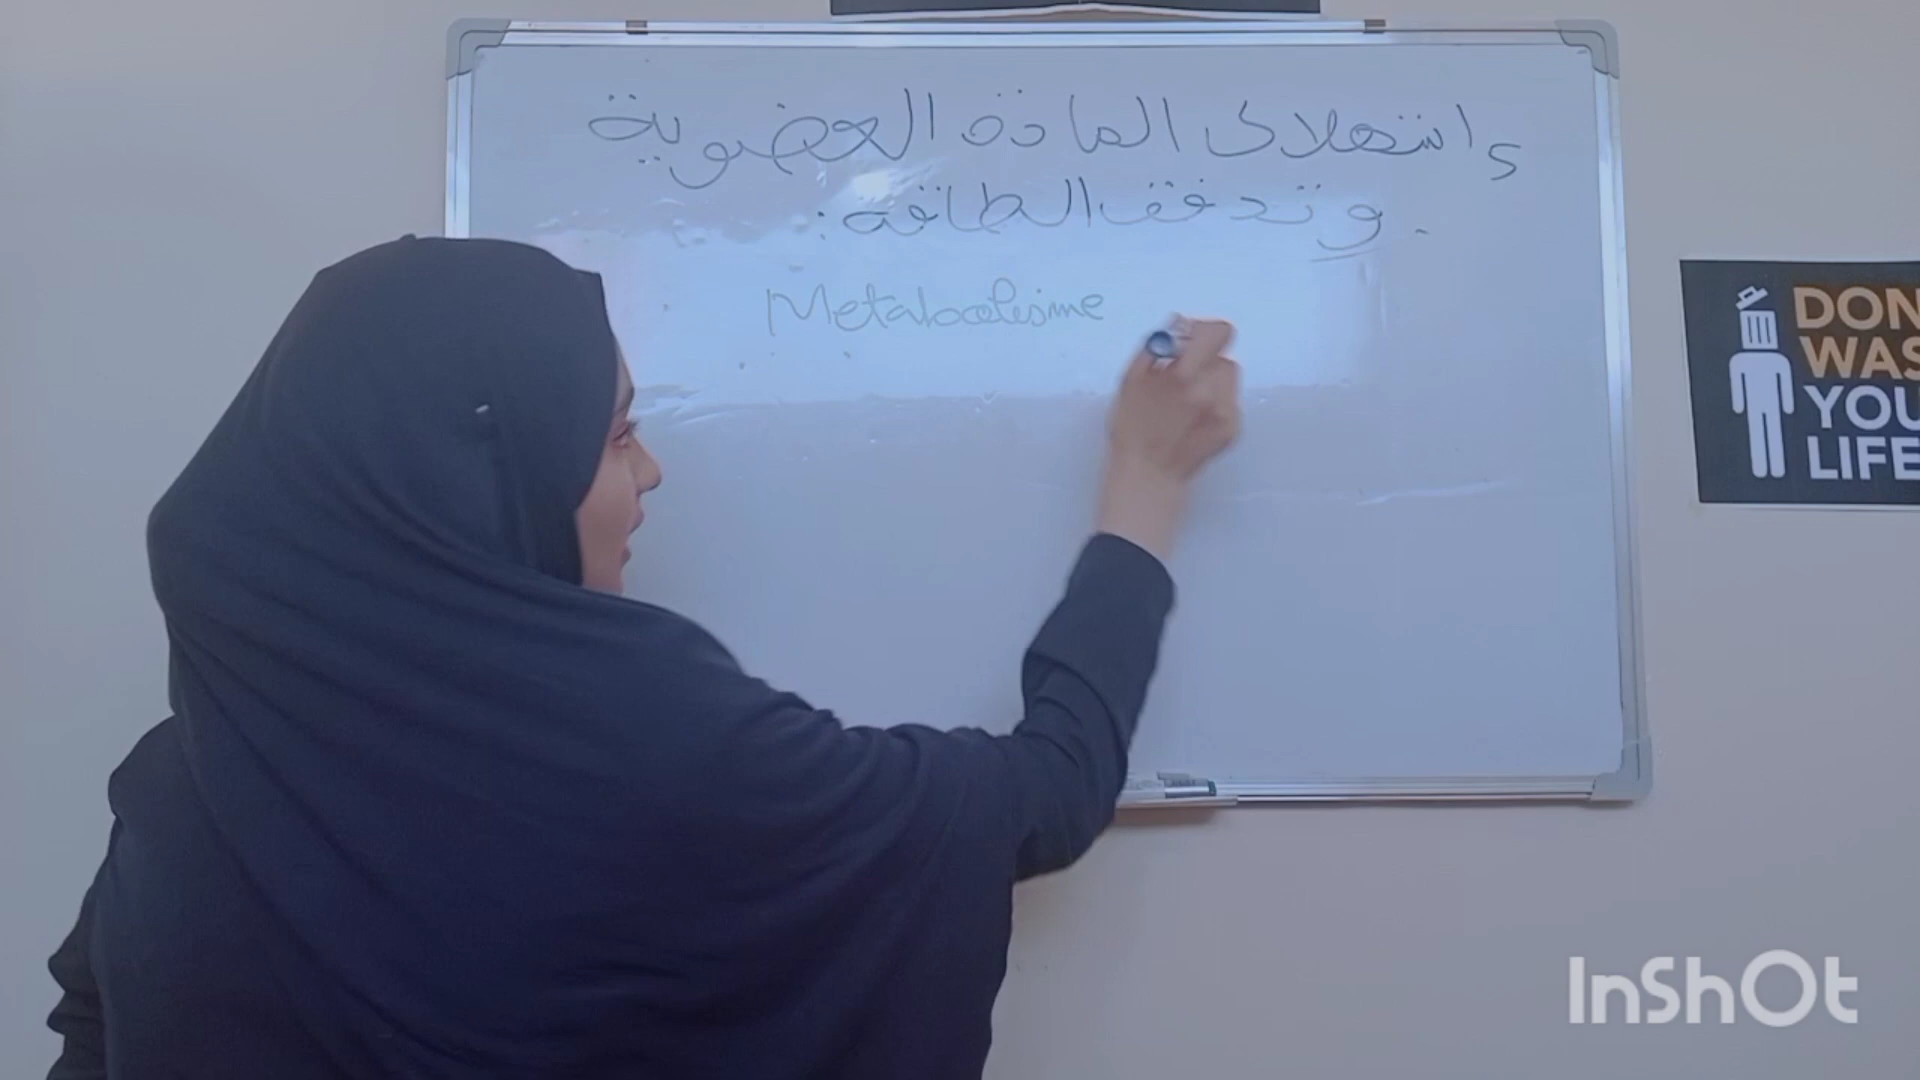 استهلاك المادة العضوية
وتدفق الطاقة :
Metabolisme
DON
WAS
YOU
LIFE
InShOt